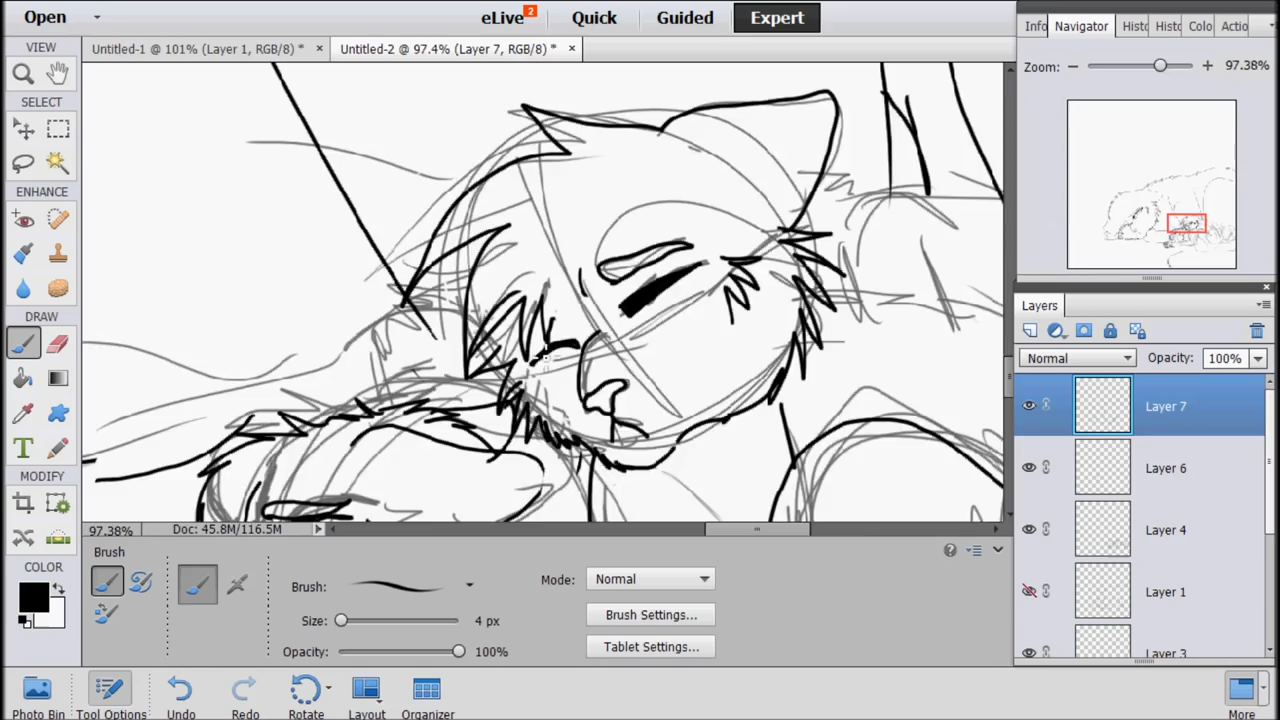 Open
eLive 2
Quick
Guided
Expert
VIEW
SELECT
ENHANCE
DRAW
MODIFY
COLOR
Untitled-1 @ 101% (Layer 1, RGB/8) * ×
Untitled-2 @ 97.4% (Layer 7, RGB/8) * ×
97.38%
Doc: 45.8M/116.5M
Brush
Brush:
Size:
4 px
Opacity:
100%
Mode:
Normal
Brush Settings...
Tablet Settings...
Info
Navigator
Histo
Histo
Colo
Actio
Zoom:
97.38%
Layers
Normal
Opacity:
100%
Layer 7
Layer 6
Layer 4
Layer 1
Layer 3
Photo Bin
Tool Options
Undo
Redo
Rotate
Layout
Organizer
More